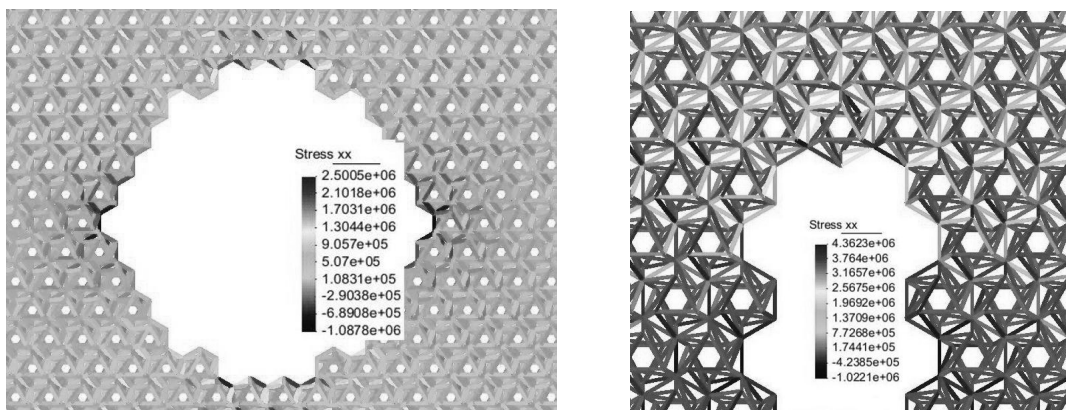 Stress xx
2.5005e+06
2.1018e+06
1.7031e+06
1.3044e+06
9.057e+05
5.07e+05
1.0831e+05
-2.9038e+05
-6.8908e+05
-1.0878e+06
Stress xx
4.3623e+06
3.764e+06
3.1657e+06
2.5675e+06
1.9692e+06
1.3709e+06
7.7268e+05
1.7441e+05
-4.2385e+05
-1.0221e+06